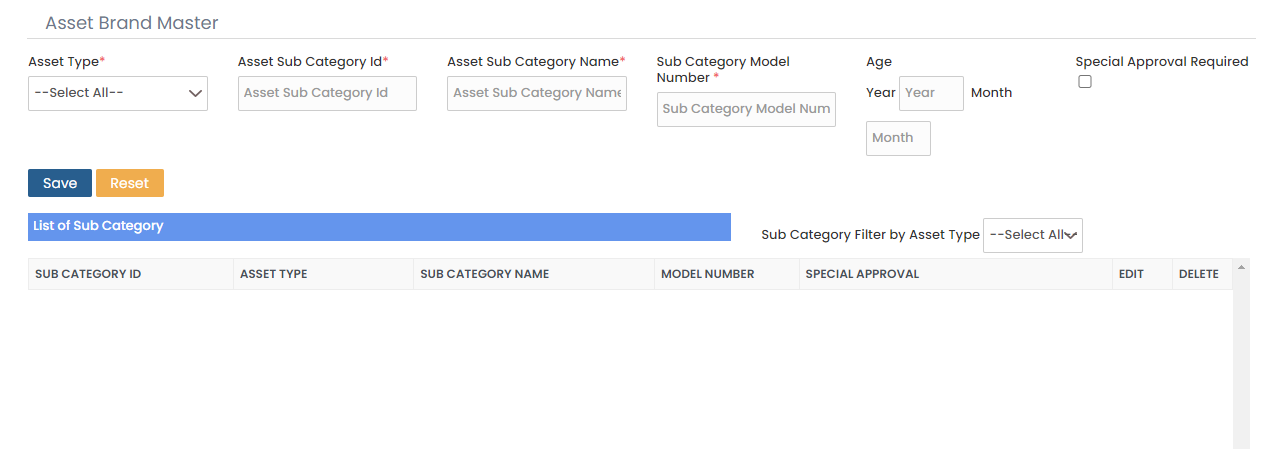 Asset Brand Master
Asset Type* Asset Sub Category Id* Asset Sub Category Name* Sub Category Model Number * Age Special Approval Required
--Select All-- Asset Sub Category Id Asset Sub Category Name Sub Category Model Num Year Year Month
Month
Save Reset
List of Sub Category
Sub Category Filter by Asset Type --Select All--
SUB CATEGORY ID ASSET TYPE SUB CATEGORY NAME MODEL NUMBER SPECIAL APPROVAL EDIT DELETE